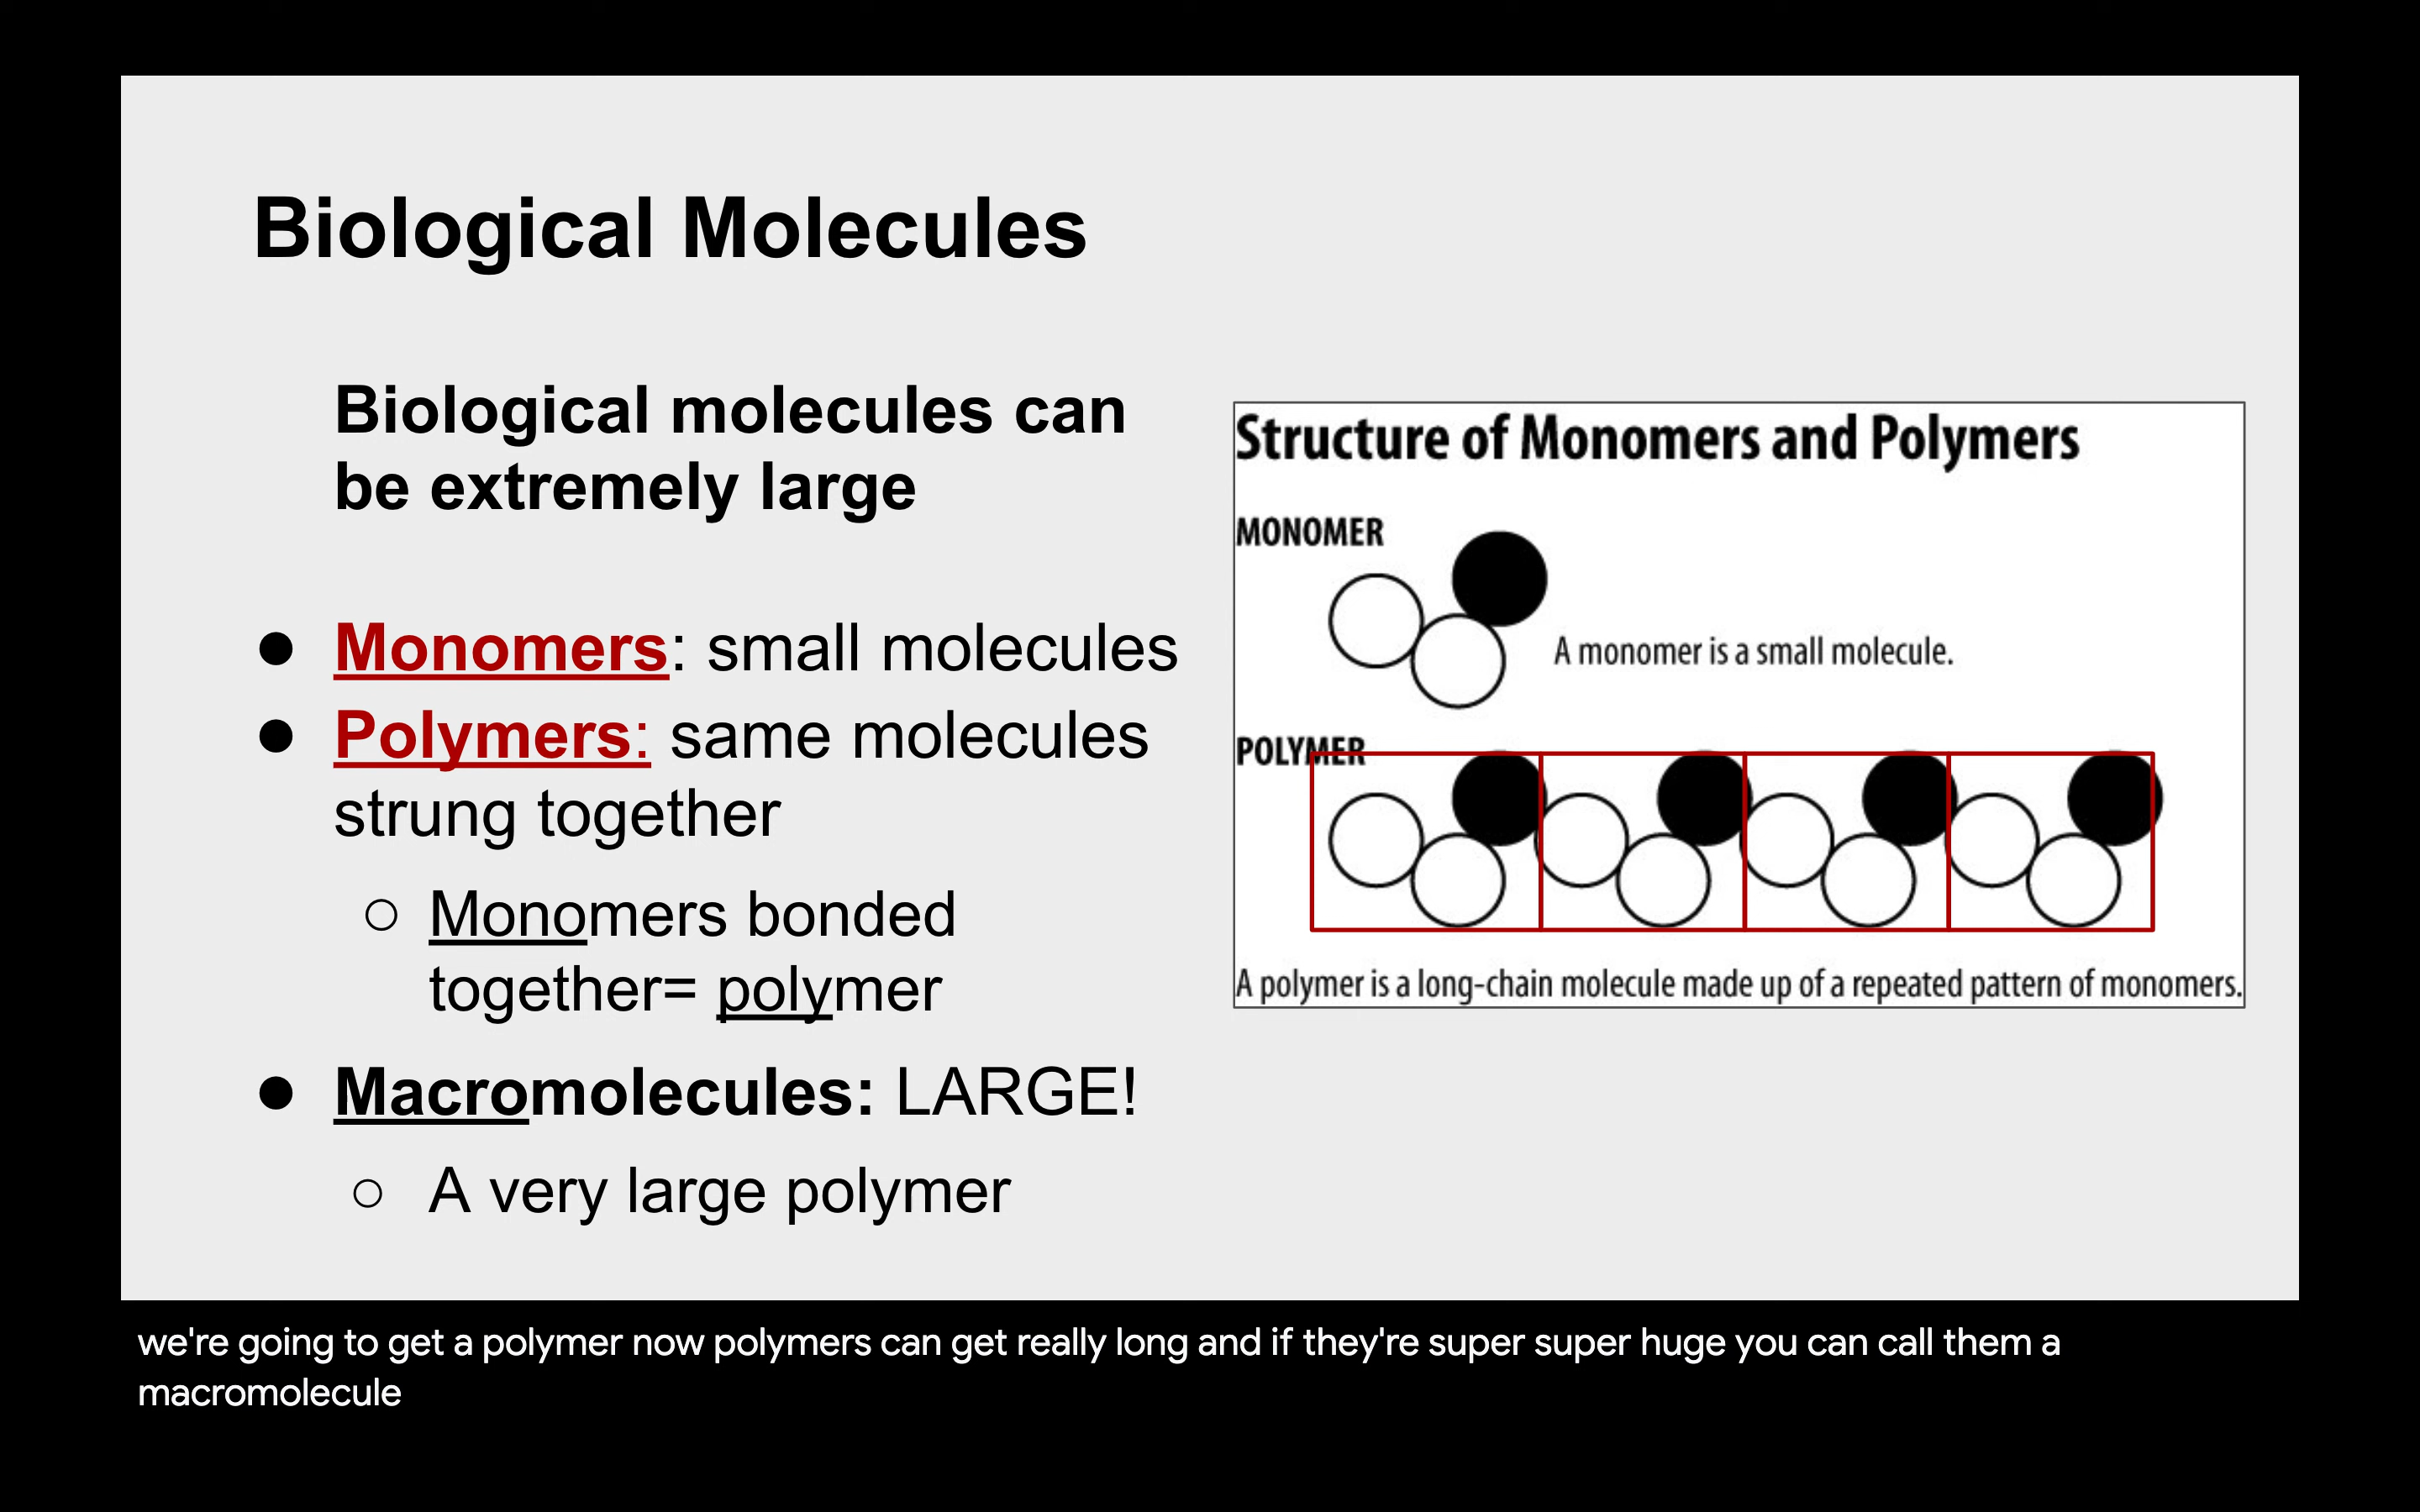 Biological Molecules
Biological molecules can
be extremely large
● Monomers: small molecules
● Polymers: same molecules
strung together
○ Monomers bonded
together= polymer
● Macromolecules: LARGE!
○ A very large polymer
Structure of Monomers and Polymers
MONOMER
A monomer is a small molecule.
POLYMER
A polymer is a long-chain molecule made up of a repeated pattern of monomers.
we're going to get a polymer now polymers can get really long and if they're super super huge you can call them a
macromolecule